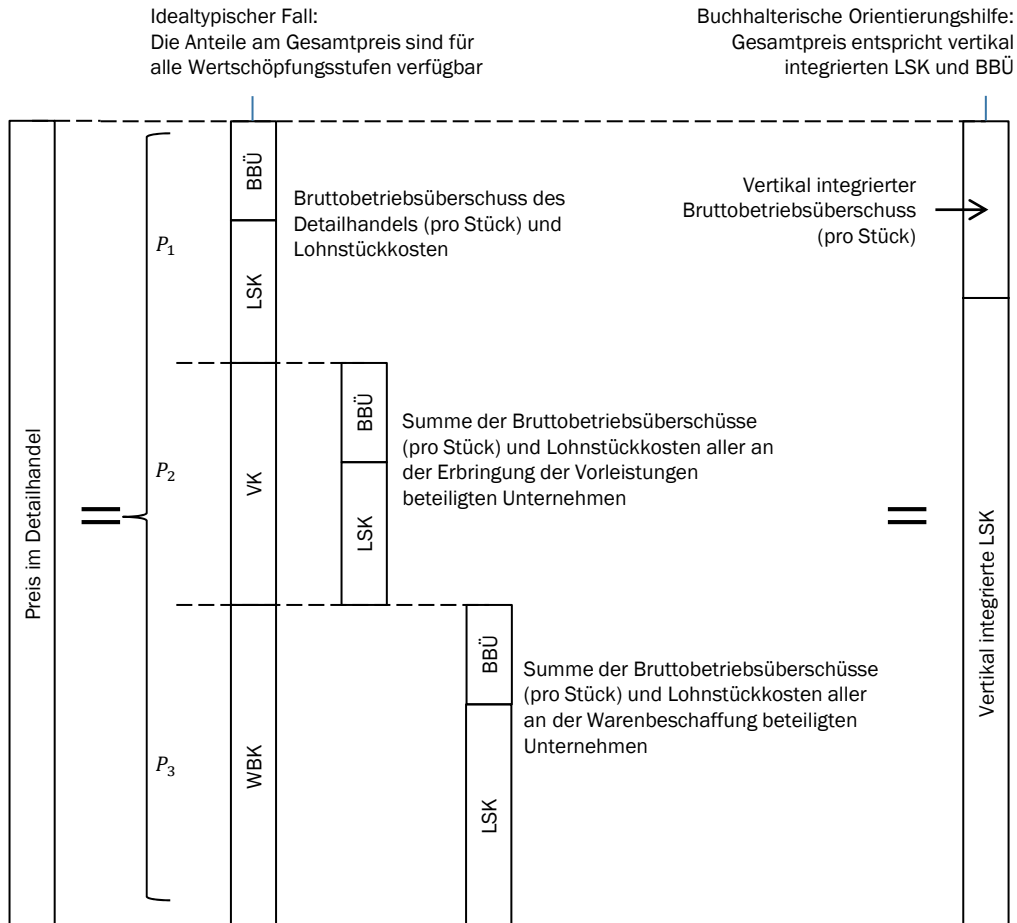 Idealtypischer Fall:
Die Anteile am Gesamtpreis sind für
alle Wertschöpfungsstufen verfügbar
Buchhalterische Orientierungshilfe:
Gesamtpreis entspricht vertikal
integrierten LSK und BBÜ
Preis im Detailhandel
=
P₁
P₂
P₃
BBÜ
LSK
VK
WBK
Bruttobetriebsüberschuss des
Detailhandels (pro Stück) und
Lohnstückkosten
BBÜ
LSK
Summe der Bruttobetriebsüberschüsse
(pro Stück) und Lohnstückkosten aller an
der Erbringung der Vorleistungen
beteiligten Unternehmen
BBÜ
LSK
Summe der Bruttobetriebsüberschüsse
(pro Stück) und Lohnstückkosten aller
an der Warenbeschaffung beteiligten
Unternehmen
=
Vertikal integrierter
Bruttobetriebsüberschuss
(pro Stück)
Vertikal integrierte LSK